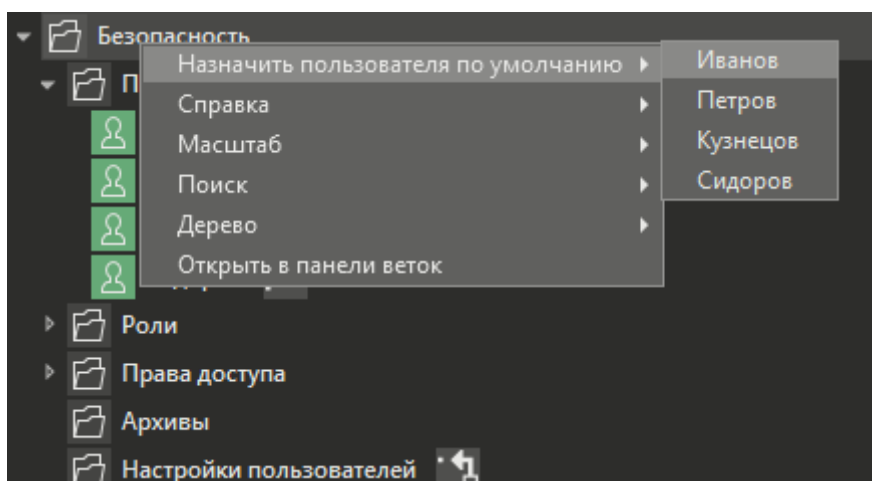 Безопасность
Назначить пользователя по умолчанию
Справка
Масштаб
Поиск
Дерево
Открыть в панели веток
Иванов
Петров
Кузнецов
Сидоров
Роли
Права доступа
Архивы
Настройки пользователей